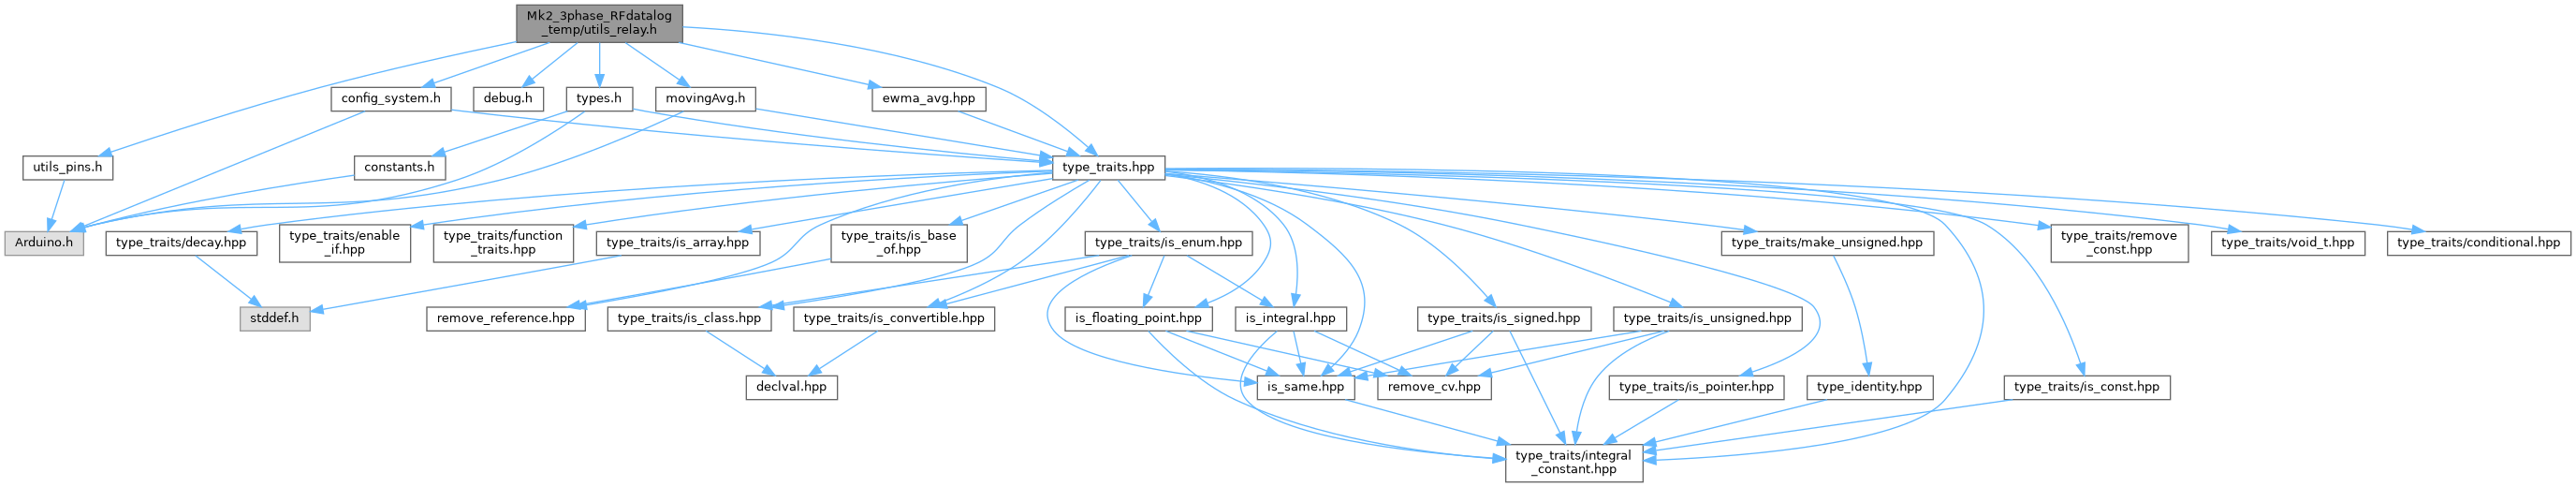 Mk2_3phase_RFdatalog
_temp/utils_relay.h
config_system.h
debug.h
types.h
movingAvg.h
ewma_avg.hpp
utils_pins.h
constants.h
type_traits.hpp
Arduino.h
type_traits/decay.hpp
type_traits/enable
_if.hpp
type_traits/function
_traits.hpp
type_traits/is_array.hpp
type_traits/is_base
_of.hpp
type_traits/is_enum.hpp
type_traits/make_unsigned.hpp
type_traits/remove
_const.hpp
type_traits/void_t.hpp
type_traits/conditional.hpp
stddef.h
remove_reference.hpp
type_traits/is_class.hpp
type_traits/is_convertible.hpp
is_floating_point.hpp
is_integral.hpp
type_traits/is_signed.hpp
type_traits/is_unsigned.hpp
declval.hpp
is_same.hpp
remove_cv.hpp
type_traits/is_pointer.hpp
type_identity.hpp
type_traits/is_const.hpp
type_traits/integral
_constant.hpp